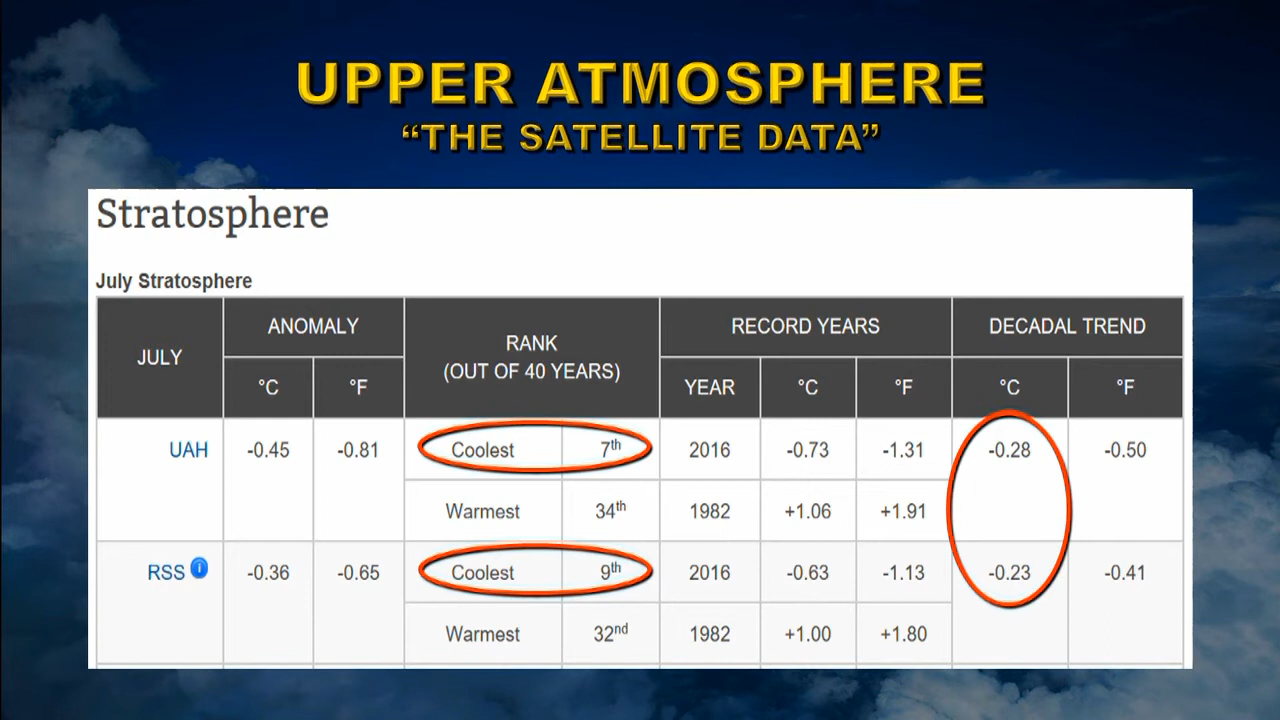 UPPER ATMOSPHERE
“THE SATELLITE DATA”
Stratosphere
July Stratosphere
JULY ANOMALY RANK (OUT OF 40 YEARS) RECORD YEARS DECADAL TREND
°C °F YEAR °C °F °C °F
UAH -0.45 -0.81 Coolest 7th 2016 -0.73 -1.31 -0.28 -0.50
Warmest 34th 1982 +1.06 +1.91
RSS i -0.36 -0.65 Coolest 9th 2016 -0.63 -1.13 -0.23 -0.41
Warmest 32nd 1982 +1.00 +1.80